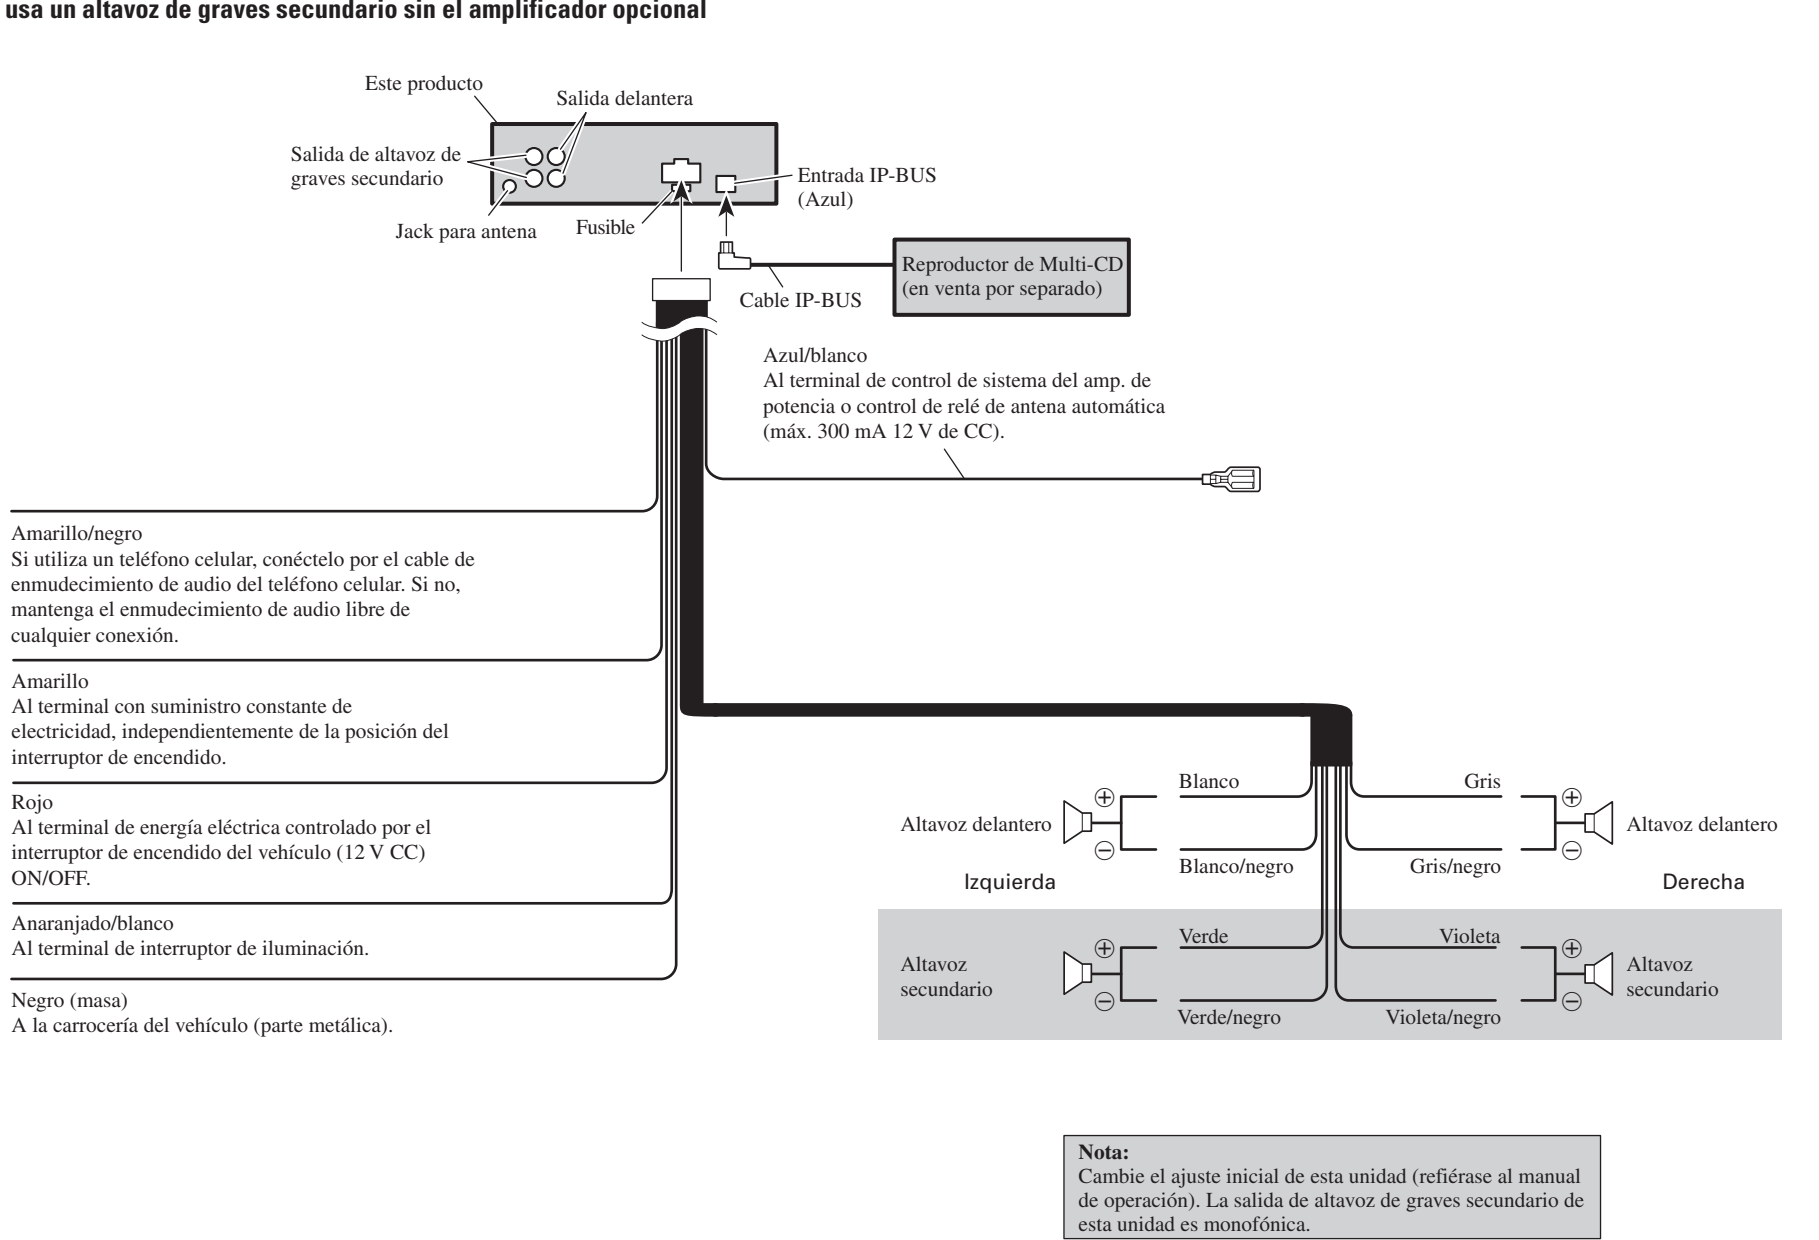 usa un altavoz de graves secundario sin el amplificador opcional
Este producto
Salida delantera
Salida de altavoz de
graves secundario
Jack para antena
Fusible
Entrada IP-BUS
(Azul)
Reproductor de Multi-CD
(en venta por separado)
Cable IP-BUS
Azul/blanco
Al terminal de control de sistema del amp. de
potencia o control de relé de antena automática
(máx. 300 mA 12 V de CC).
Amarillo/negro
Si utiliza un teléfono celular, conéctelo por el cable de
enmudecimiento de audio del teléfono celular. Si no,
mantenga el enmudecimiento de audio libre de
cualquier conexión.
Amarillo
Al terminal con suministro constante de
electricidad, independientemente de la posición del
interruptor de encendido.
Rojo
Al terminal de energía eléctrica controlado por el
interruptor de encendido del vehículo (12 V CC)
ON/OFF.
Anaranjado/blanco
Al terminal de interruptor de iluminación.
Negro (masa)
A la carrocería del vehículo (parte metálica).
Blanco
Gris
+
+
Altavoz delantero
Altavoz delantero
−
−
Blanco/negro
Gris/negro
Izquierda
Derecha
Verde
Violeta
+
+
Altavoz
secundario
Altavoz
secundario
−
−
Verde/negro
Violeta/negro
Nota:
Cambie el ajuste inicial de esta unidad (refiérase al manual
de operación). La salida de altavoz de graves secundario de
esta unidad es monofónica.